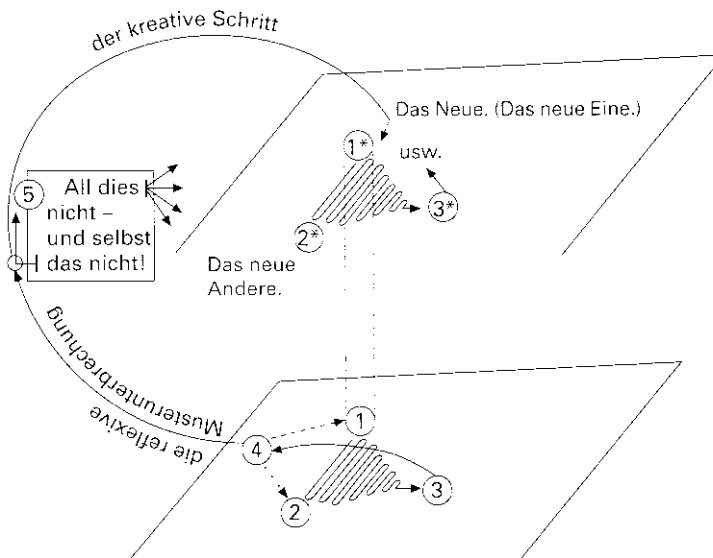 der kreative Schritt
Das Neue. (Das neue Eine.)
1*
usw.
5
All dies
nicht –
und selbst
das nicht!
3*
2*
Das neue
Andere.
die reflexive
Musterunterbrechung
1
4
3
2